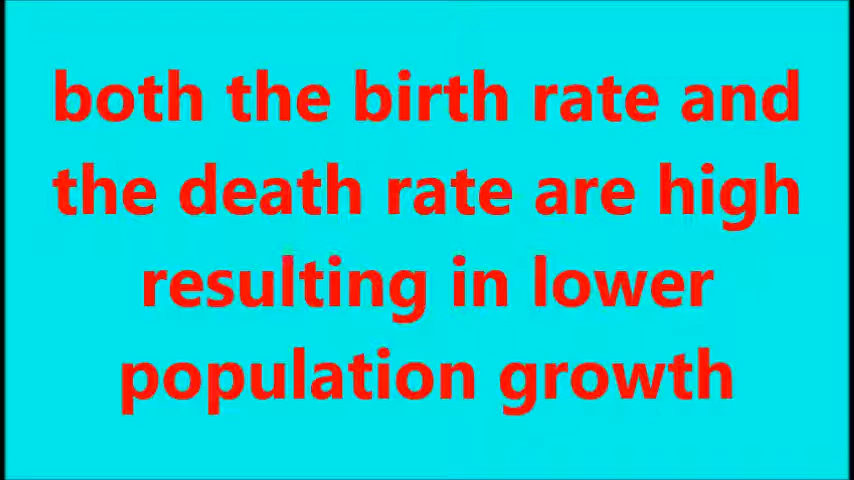 both the birth rate and
the death rate are high
resulting in lower
population growth